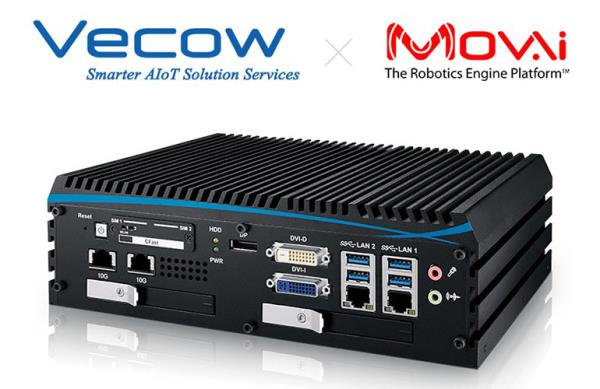 Vecow
Smarter AIoT Solution Services
×
MOV.Ai
The Robotics Engine Platform™
Reset
SIM 1
SIM 2
CFast
HDD
PWR
DP
DVI-D
DVI-I
LAN 2
LAN 1
10G
10G